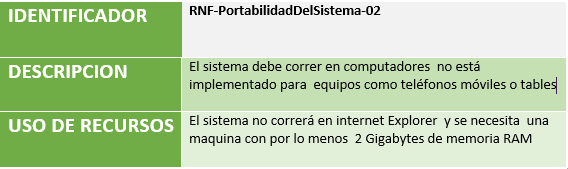 IDENTIFICADOR
RNF-PortabilidadDelSistema-02
DESCRIPCION
El sistema debe correr en computadores no está
implementado para equipos como teléfonos móviles o tables
USO DE RECURSOS
El sistema no correrá en internet Explorer y se necesita una
maquina con por lo menos 2 Gigabytes de memoria RAM